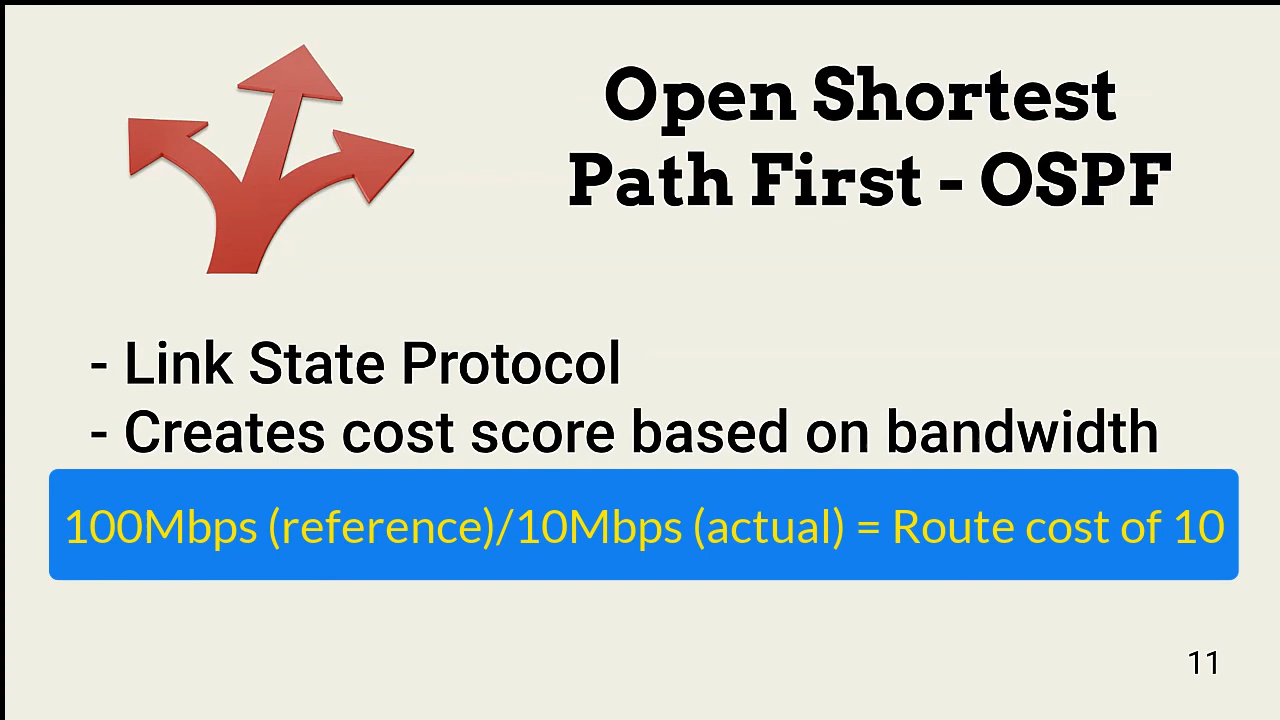 Open Shortest
Path First - OSPF
- Link State Protocol
- Creates cost score based on bandwidth
100Mbps (reference)/10Mbps (actual) = Route cost of 10
11